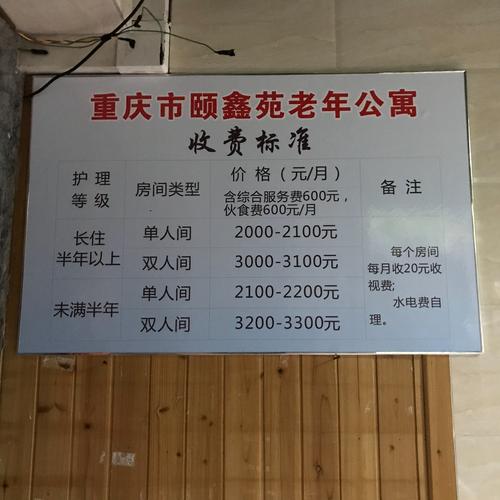 重庆市颐鑫苑老年公寓
收费标准
护理
等级
房间类型
价格（元/月）
含综合服务费600元，
伙食费600元/月
备注
长住
半年以上
单人间
2000-2100元
双人间
3000-3100元
未满半年
单人间
2100-2200元
双人间
3200-3300元
每个房间
每月收20元收
视费;
水电费自
理。